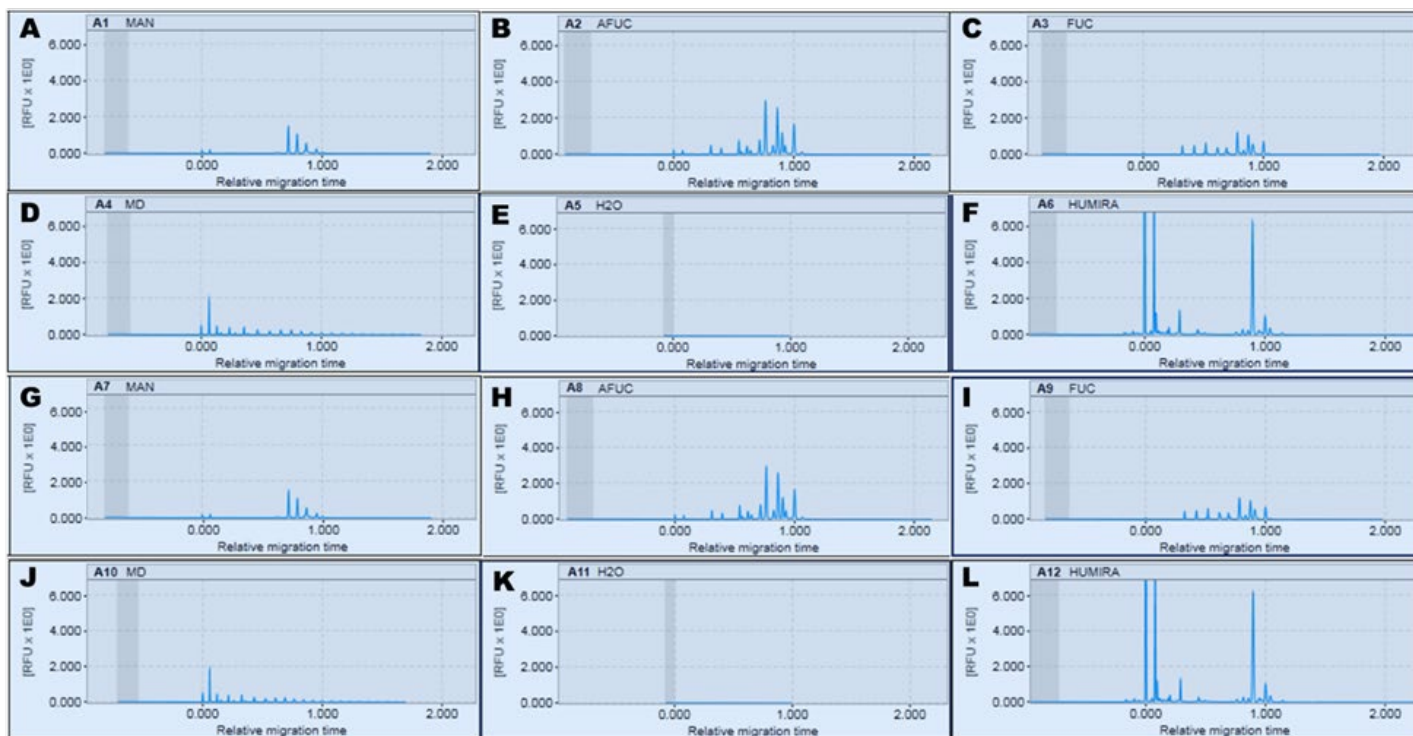 A
A1 MAN
6.000
4.000
2.000
0.000
[RFU x 1E0]
0.000 1.000 2.000
Relative migration time
B
A2 AFUC
6.000
4.000
2.000
0.000
[RFU x 1E0]
0.000 1.000 2.000
Relative migration time
C
A3 FUC
6.000
4.000
2.000
0.000
[RFU x 1E0]
0.000 1.000 2.000
Relative migration time
D
A4 MD
6.000
4.000
2.000
0.000
[RFU x 1E0]
0.000 1.000 2.000
Relative migration time
E
A5 H2O
6.000
4.000
2.000
0.000
[RFU x 1E0]
0.000 1.000 2.000
Relative migration time
F
A6 HUMIRA
6.000
4.000
2.000
0.000
[RFU x 1E0]
0.000 1.000 2.000
Relative migration time
G
A7 MAN
6.000
4.000
2.000
0.000
[RFU x 1E0]
0.000 1.000 2.000
Relative migration time
H
A8 AFUC
6.000
4.000
2.000
0.000
[RFU x 1E0]
0.000 1.000 2.000
Relative migration time
I
A9 FUC
6.000
4.000
2.000
0.000
[RFU x 1E0]
0.000 1.000 2.000
Relative migration time
J
A10 MD
6.000
4.000
2.000
0.000
[RFU x 1E0]
0.000 1.000 2.000
Relative migration time
K
A11 H2O
6.000
4.000
2.000
0.000
[RFU x 1E0]
0.000 1.000 2.000
Relative migration time
L
A12 HUMIRA
6.000
4.000
2.000
0.000
[RFU x 1E0]
0.000 1.000 2.000
Relative migration time